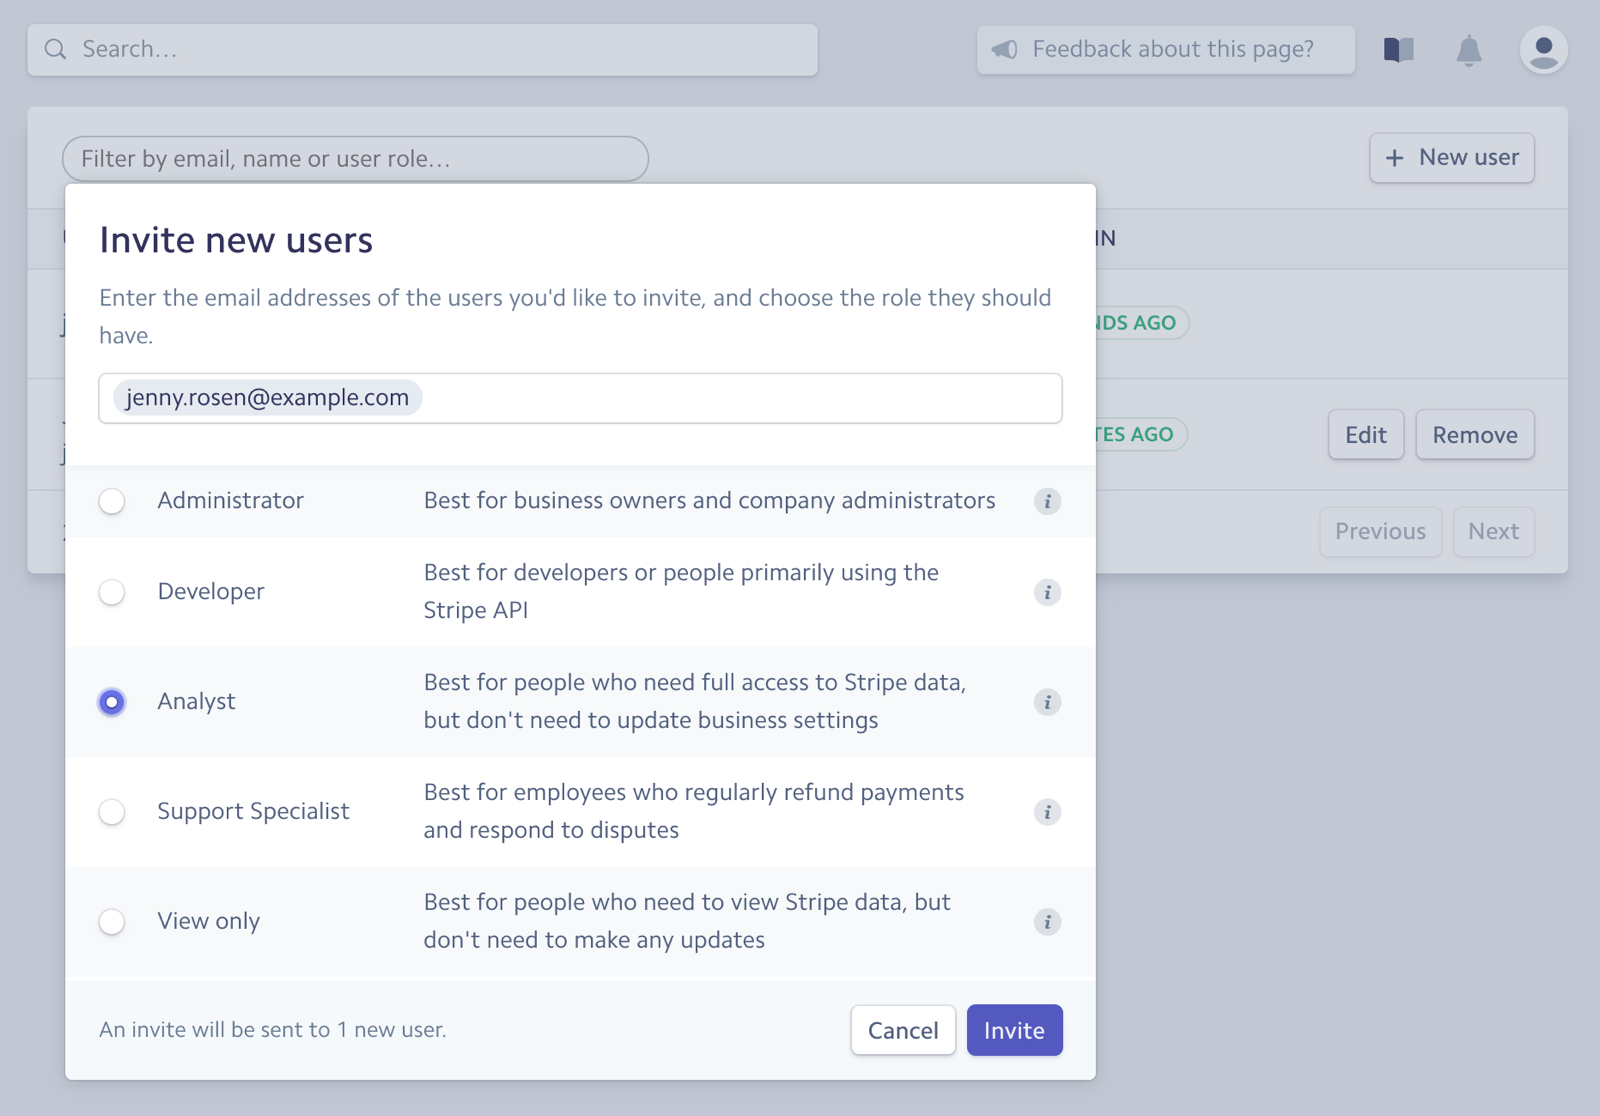 Search...
Feedback about this page?
Filter by email, name or user role...
+ New user
Invite new users
Enter the email addresses of the users you'd like to invite, and choose the role they should
have.
jenny.rosen@example.com
AGO
AGO
Edit
Remove
Administrator
Best for business owners and company administrators
Developer
Best for developers or people primarily using the
Stripe API
Previous
Next
Analyst
Best for people who need full access to Stripe data,
but don't need to update business settings
Support Specialist
Best for employees who regularly refund payments
and respond to disputes
View only
Best for people who need to view Stripe data, but
don't need to make any updates
An invite will be sent to 1 new user.
Cancel
Invite